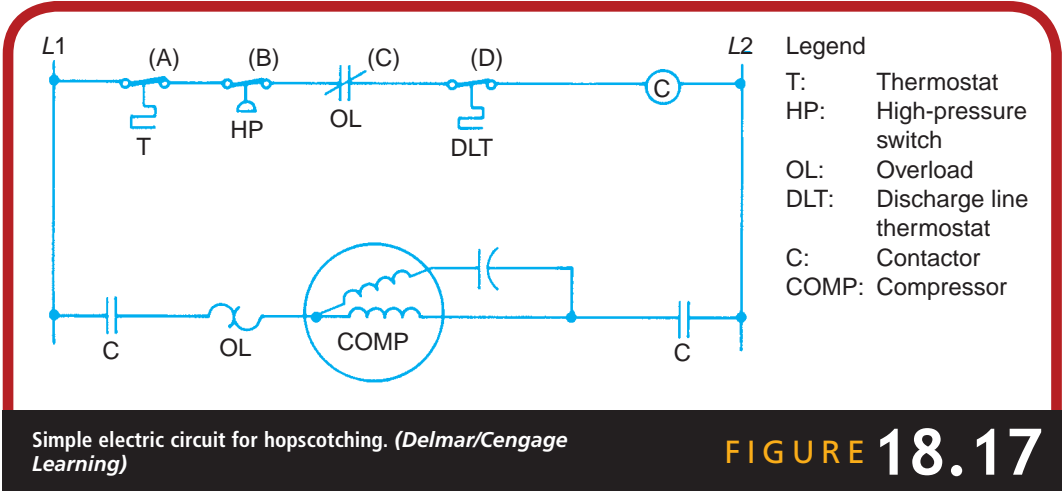 L1
(A)
(B)
(C)
(D)
L2
T
HP
OL
DLT
C
Legend
T: Thermostat
HP: High-pressure
switch
OL: Overload
DLT: Discharge line
thermostat
C: Contactor
COMP: Compressor
C
OL
COMP
C
Simple electric circuit for hopscotching. (Delmar/Cengage
Learning)
FIGURE 18.17